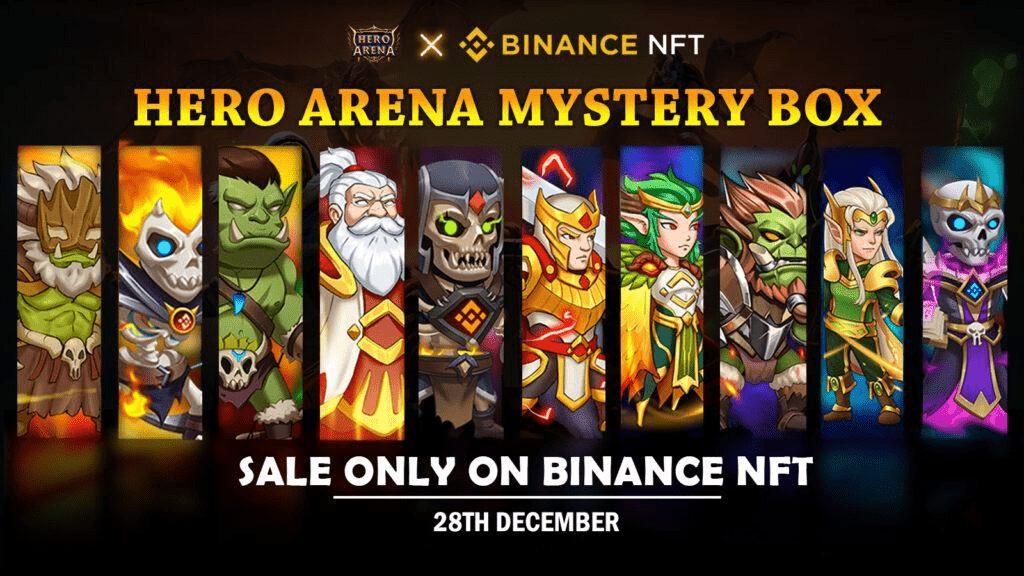 HERO ARENA X BINANCE NFT
HERO ARENA MYSTERY BOX
SALE ONLY ON BINANCE NFT
28TH DECEMBER